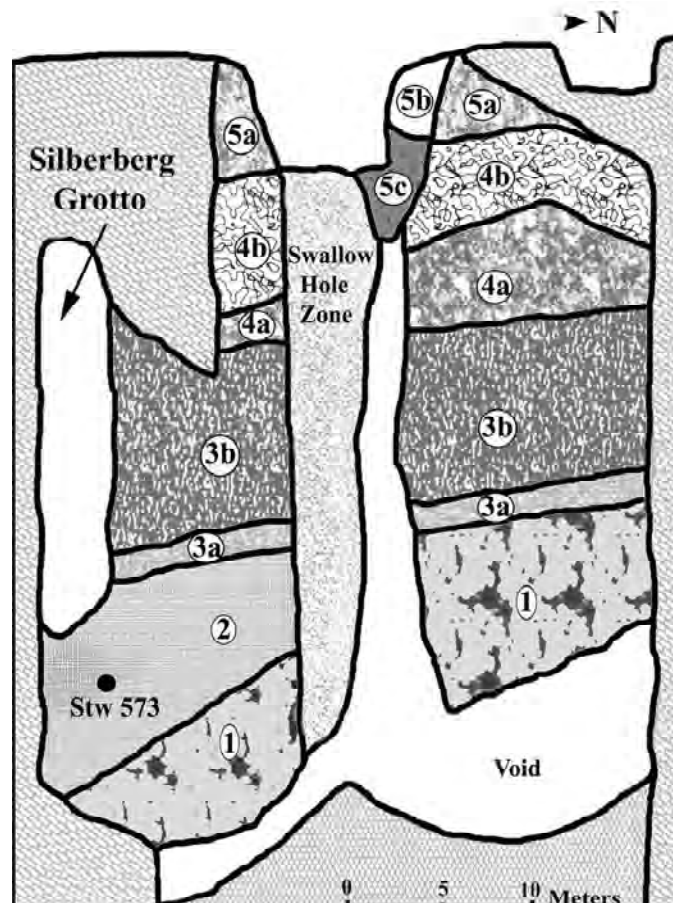 N
5b
5a
5a
Silberberg
Grotto
5c
4b
4b
Swallow
Hole
Zone
4a
4a
3b
3b
3a
3a
1
2
Stw 573
1
Void
0 5 10 Meters